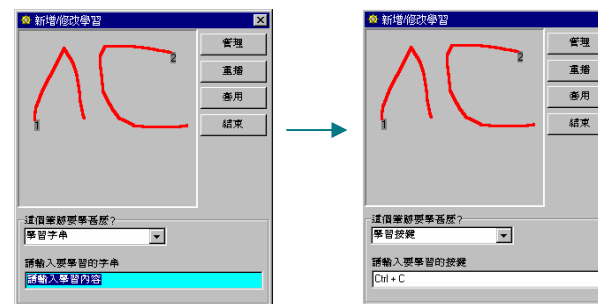 新增/修改學習
管理
重播
套用
結束
2
1
這個筆跡要學甚麼?
學習字串
請輸入要學習的字串
請輸入學習內容
新增/修改學習
管理
重播
套用
結束
2
1
這個筆跡要學甚麼?
學習按鍵
請輸入要學習的按鍵
Ctrl + C